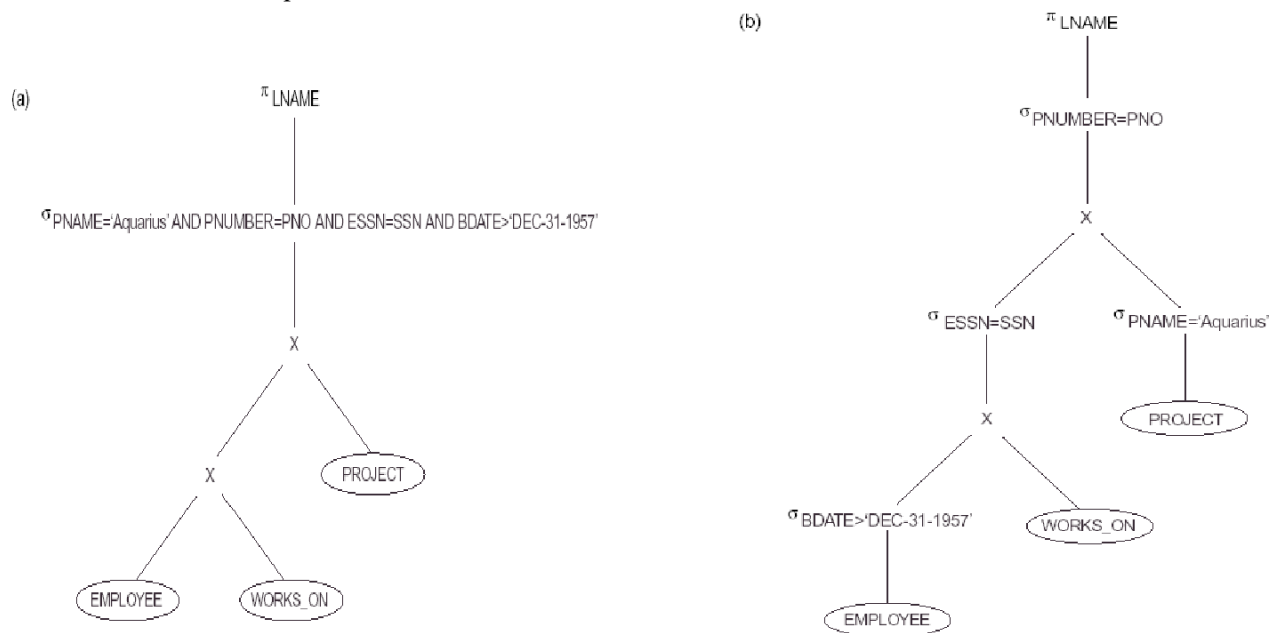 (a)
π LNAME
σ PNAME='Aquarius' AND PNUMBER=PNO AND ESSN=SSN AND BDATE>'DEC-31-1957'
X
X
PROJECT
EMPLOYEE
WORKS_ON
(b)
π LNAME
σ PNUMBER=PNO
X
σ ESSN=SSN
σ PNAME='Aquarius'
X
PROJECT
σ BDATE>'DEC-31-1957'
WORKS_ON
EMPLOYEE